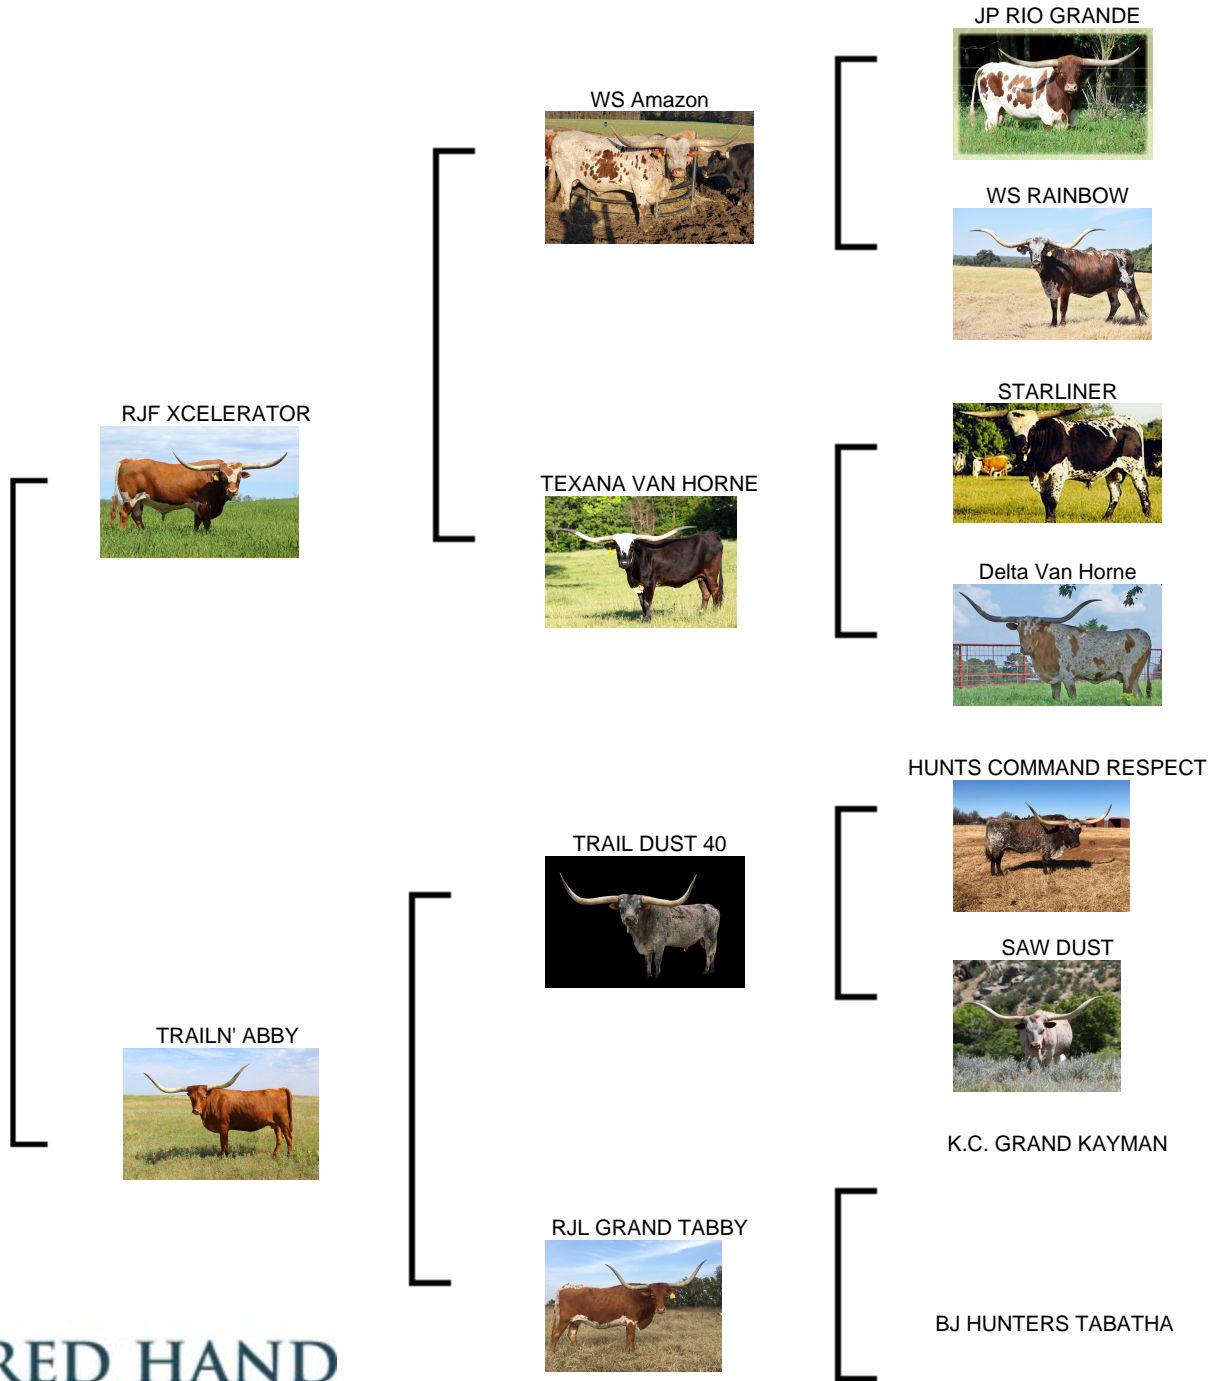 JP RIO GRANDE
WS Amazon
WS RAINBOW
RJF XCELERATOR
STARLINER
TEXANA VAN HORNE
Delta Van Horne
HUNTS COMMAND RESPECT
TRAIL DUST 40
SAW DUST
TRAILN' ABBY
K.C. GRAND KAYMAN
RJL GRAND TABBY
BJ HUNTERS TABATHA
RED HAND